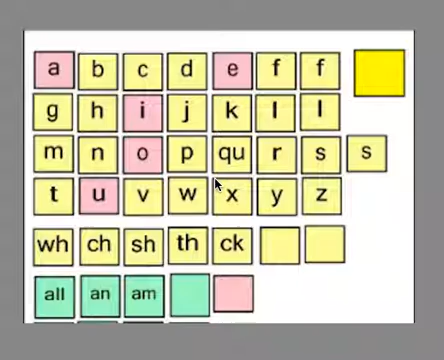 a b c d e f f
g h i j k l l
m n o p qu r s s
t u v w x y z
wh ch sh th ck
all an am